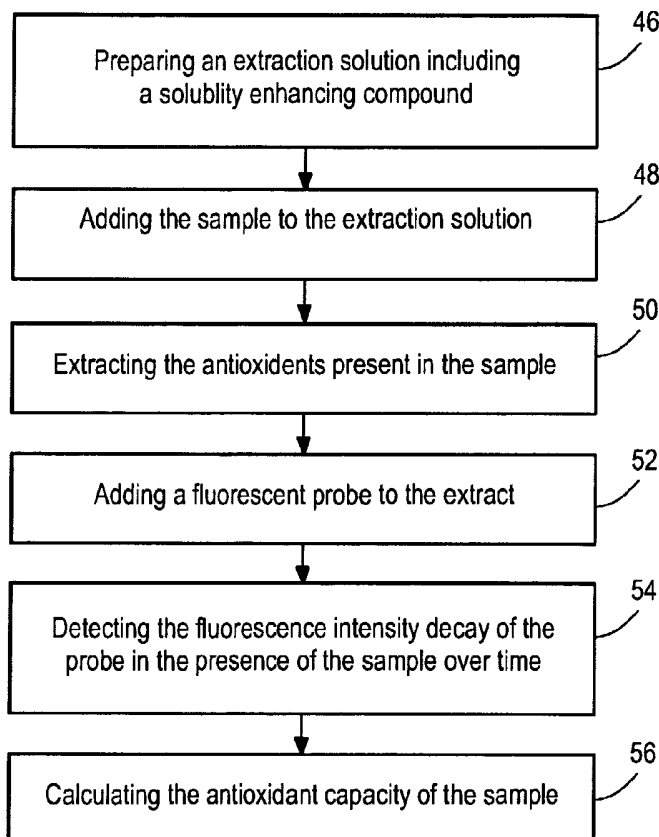 46
Preparing an extraction solution including
a solublity enhancing compound
48
Adding the sample to the extraction solution
50
Extracting the antioxidents present in the sample
52
Adding a fluorescent probe to the extract
54
Detecting the fluorescence intensity decay of the
probe in the presence of the sample over time
56
Calculating the antioxidant capacity of the sample